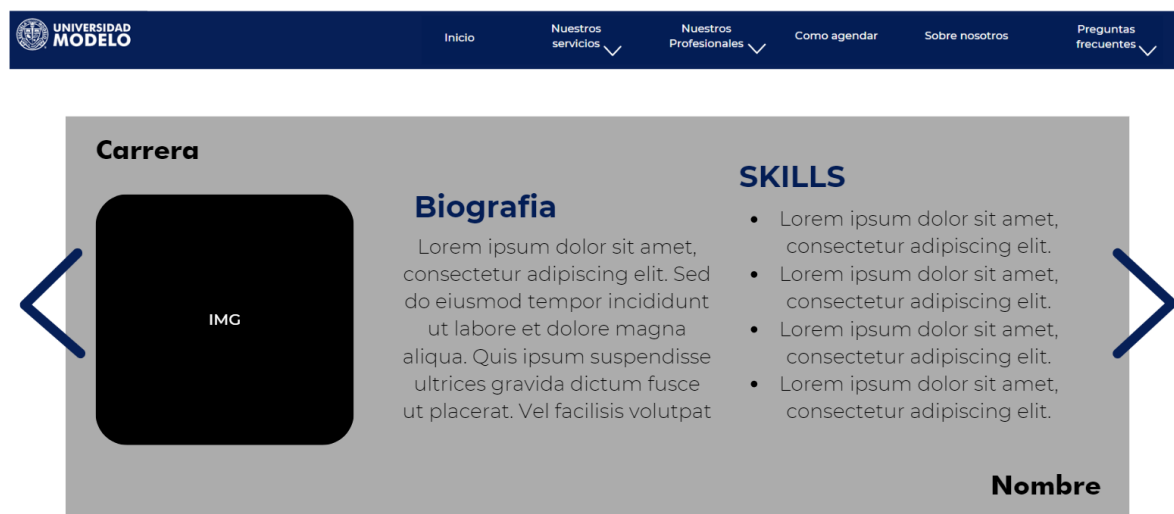 UNIVERSIDAD
MODELO
Inicio
Nuestros
servicios
Nuestros
Profesionales
Como agendar
Sobre nosotros
Preguntas
frecuentes
Carrera
IMG
Biografia
Lorem ipsum dolor sit amet,
consectetur adipiscing elit. Sed
do eiusmod tempor incididunt
ut labore et dolore magna
aliqua. Quis ipsum suspendisse
ultrices gravida dictum fusce
ut placerat. Vel facilisis volutpat
SKILLS
• Lorem ipsum dolor sit amet,
consectetur adipiscing elit.
• Lorem ipsum dolor sit amet,
consectetur adipiscing elit.
• Lorem ipsum dolor sit amet,
consectetur adipiscing elit.
• Lorem ipsum dolor sit amet,
consectetur adipiscing elit.
Nombre